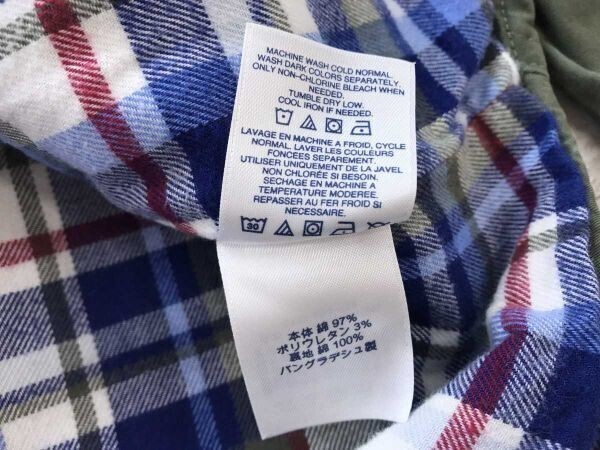 MACHINE WASH COLD NORMAL.
WASH DARK COLORS SEPARATELY.
ONLY NON-CHLORINE BLEACH WHEN
NEEDED.
TUMBLE DRY LOW.
COOL IRON IF NEEDED.
LAVAGE EN MACHINE A FROID, CYCLE
NORMAL. LAVER LES COULEURS
FONCEES SEPAREMENT.
UTILISER UNIQUEMENT DE LA JAVEL
NON CHLORÉE SI BESOIN.
SECHAGE EN MACHINE A
TEMPERATURE MODEREE.
REPASSER AU FER FROID SI
NECESSAIRE.
30
本体 綿 97%
ポリウレタン 3%
裏地 綿 100%
バングラデシュ製